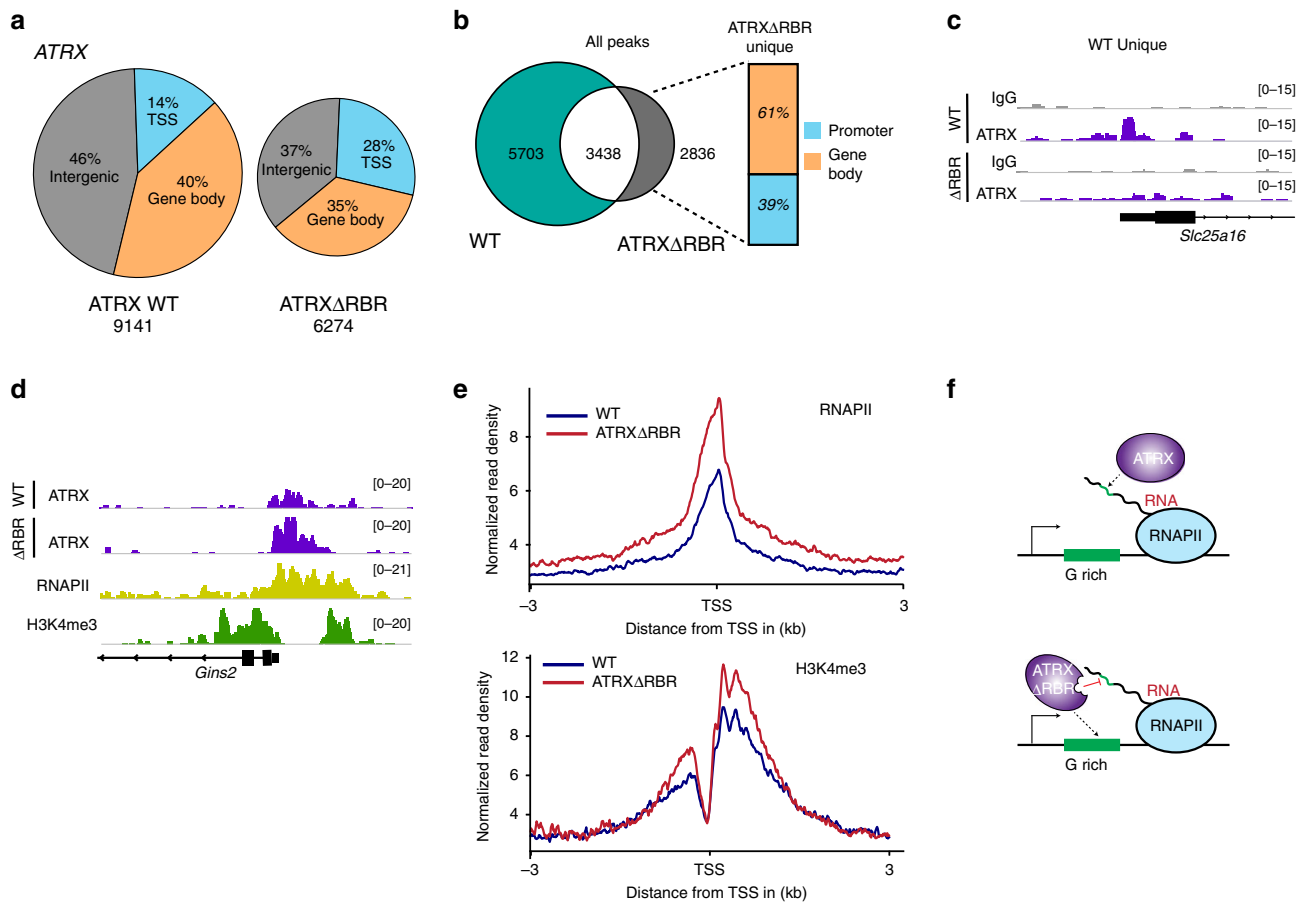 a
ATRX
14%
TSS
46%
Intergenic
40%
Gene body
ATRX WT
9141
28%
TSS
37%
Intergenic
35%
Gene body
ATRXΔRBR
6274
b
All peaks
ATRXΔRBR
unique
5703
3438
2836
WT
ATRXΔRBR
61%
39%
Promoter
Gene
body
c
WT Unique
WT
IgG
[0–15]
ATRX
[0–15]
ΔRBR
IgG
[0–15]
ATRX
[0–15]
Slc25a16
d
WT
ATRX
[0–20]
ΔRBR
ATRX
[0–20]
RNAPII
[0–21]
H3K4me3
[0–20]
Gins2
e
Normalized read density
8
6
4
WT
ATRXΔRBR
RNAPII
–3
TSS
3
Distance from TSS in (kb)
Normalized read density
12
10
8
6
4
WT
ATRXΔRBR
H3K4me3
–3
TSS
3
Distance from TSS in (kb)
f
ATRX
RNA
RNAPII
G rich
ATRX
ΔRBR
RNA
RNAPII
G rich